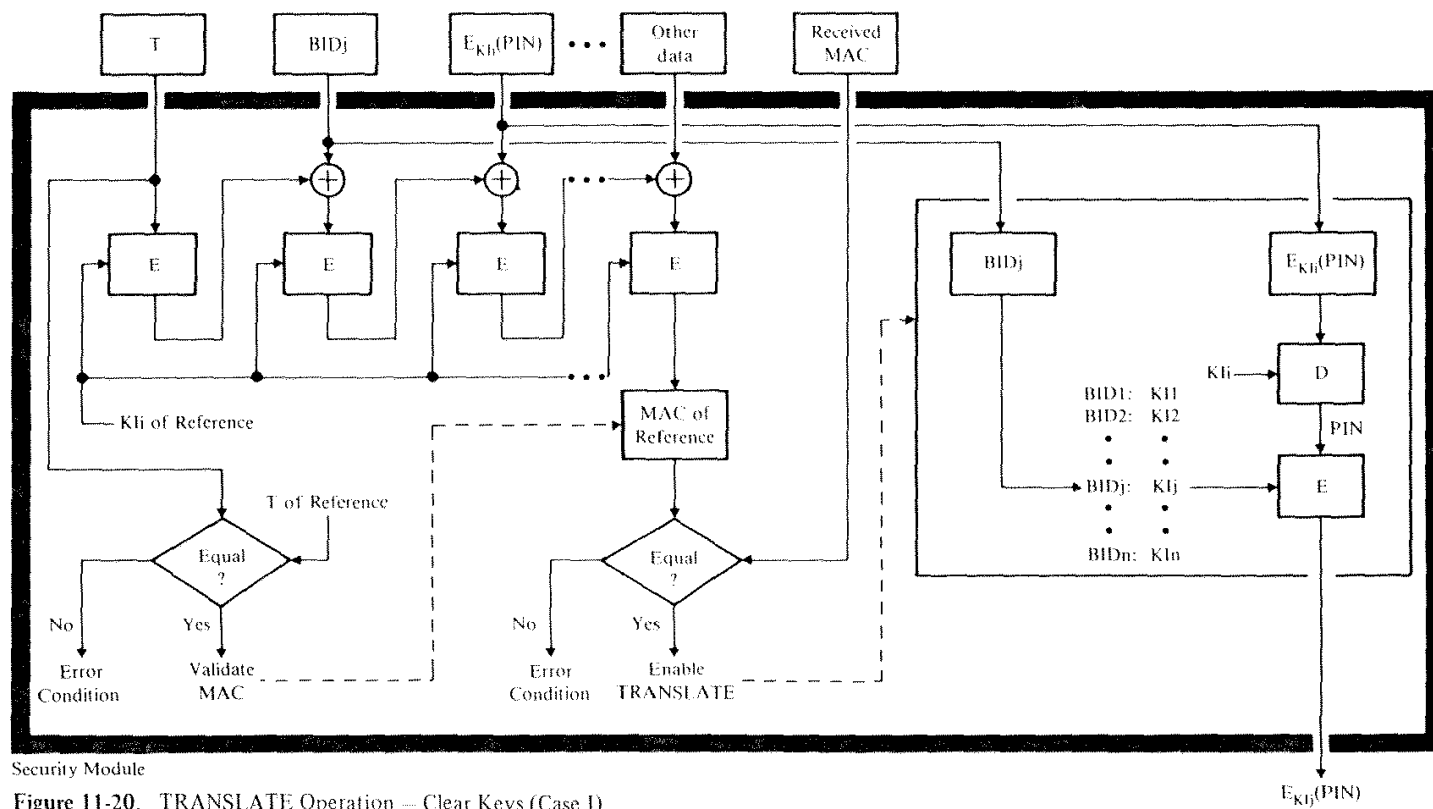 T
BIDj
E_KIi(PIN)
• • •
Other
data
Received
MAC
+
+
• • •
+
E
E
E
E
BIDj
E_KIi(PIN)
• • •
KIi
D
KIi of Reference
MAC of
Reference
BID1: KI1
BID2: KI2
• •
• •
PIN
BIDj: KIj
E
• •
• •
BIDn: KIn
T of Reference
Equal
?
Equal
?
No
Yes
No
Yes
Error
Condition
Validate
MAC
Error
Condition
Enable
TRANSLATE
Security Module
E_KIj(PIN)
Figure 11-20. TRANSLATE Operation — Clear Keys (Case 1)